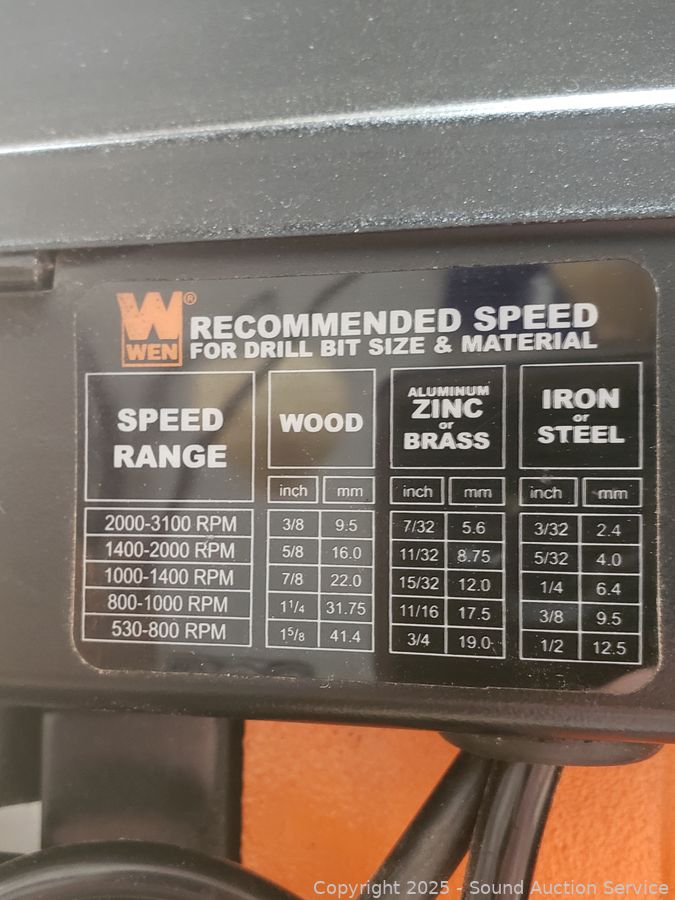 W®
WEN
RECOMMENDED SPEED
FOR DRILL BIT SIZE & MATERIAL
SPEED RANGE
WOOD
ALUMINUM ZINC or BRASS
IRON or STEEL
inch mm inch mm inch mm
2000-3100 RPM 3/8 9.5 7/32 5.6 3/32 2.4
1400-2000 RPM 5/8 16.0 11/32 8.75 5/32 4.0
1000-1400 RPM 7/8 22.0 15/32 12.0 1/4 6.4
800-1000 RPM 1 1/4 31.75 11/16 17.5 3/8 9.5
530-800 RPM 1 5/8 41.4 3/4 19.0 1/2 12.5
Copyright 2025 - Sound Auction Service